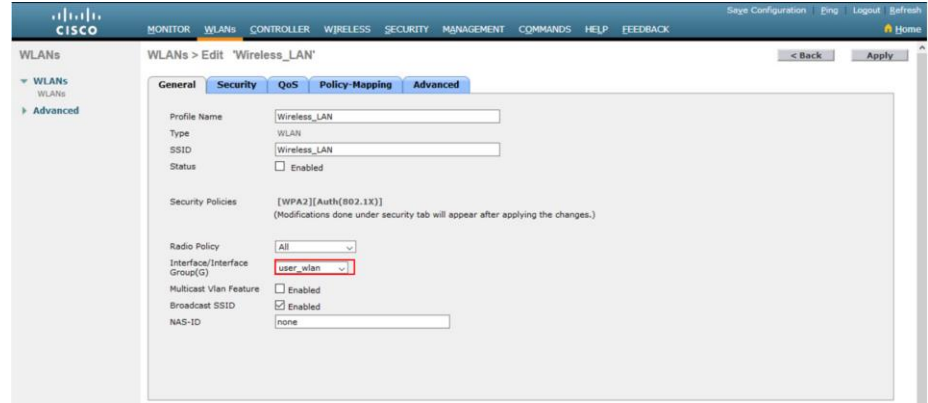 Save Configuration Ping Logout Refresh
CISCO MONITOR WLANs CONTROLLER WIRELESS SECURITY MANAGEMENT COMMANDS HELP FEEDBACK Home
WLANs WLANs > Edit 'Wireless_LAN' < Back Apply
WLANs General Security QoS Policy-Mapping Advanced
WLANs
Advanced
Profile Name Wireless_LAN
Type WLAN
SSID Wireless_LAN
Status Enabled
Security Policies [WPA2][Auth(802.1X)]
(Modifications done under security tab will appear after applying the changes.)
Radio Policy All
Interface/Interface
Group(G) user_wlan
Multicast Vlan Feature Enabled
Broadcast SSID Enabled
NAS-ID none